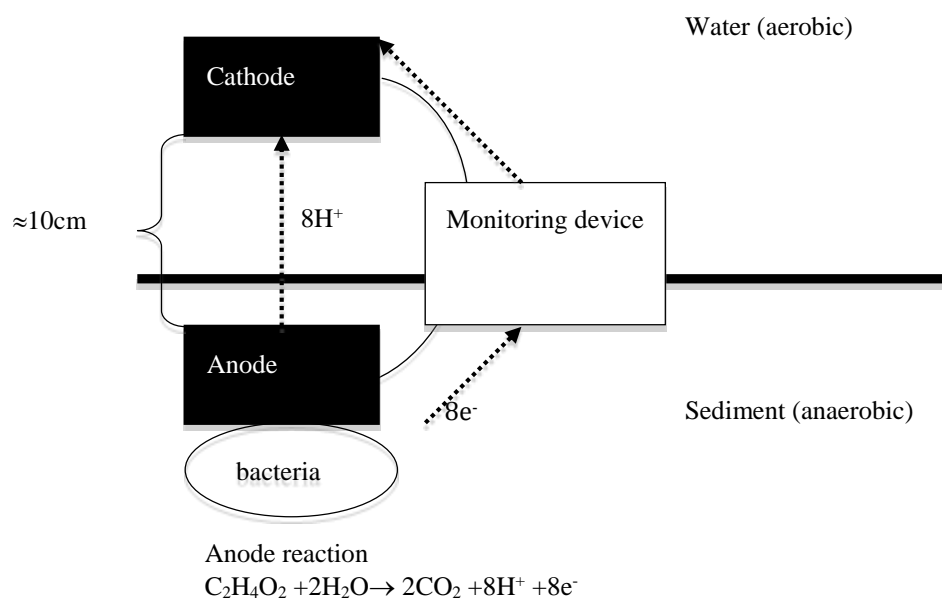 Water (aerobic)
Cathode
≈10cm
8H⁺
Monitoring device
Anode
8e⁻
Sediment (anaerobic)
bacteria
Anode reaction
C₂H₄O₂ +2H₂O→ 2CO₂ +8H⁺ +8e⁻